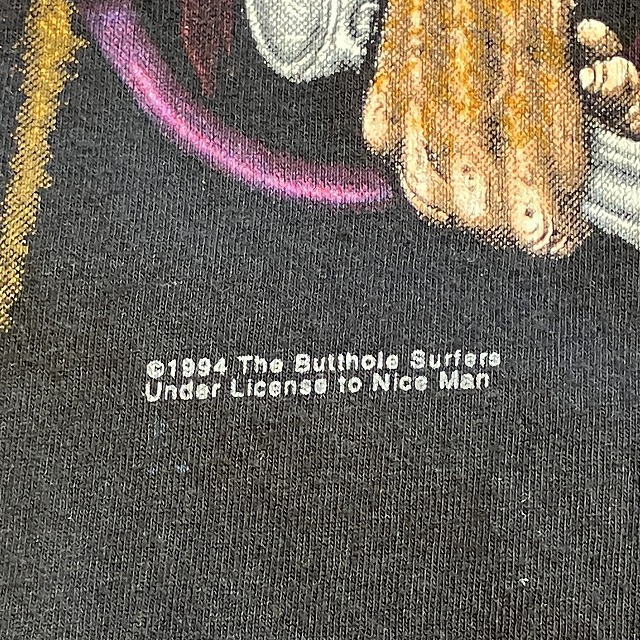 ©1994 The Butthole Surfers
Under License to Nice Man